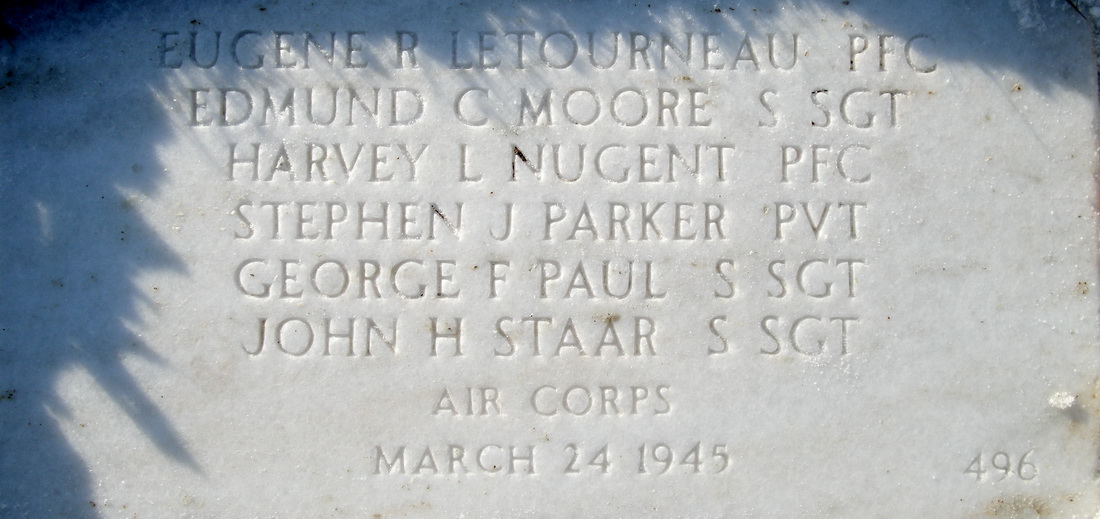 EUGENE R LETOURNEAU PFC
EDMUND C MOORE S SGT
HARVEY L NUGENT PFC
STEPHEN J PARKER PVT
GEORGE F PAUL S SGT
JOHN H STAAR S SGT
AIR CORPS
MARCH 24 1945 496